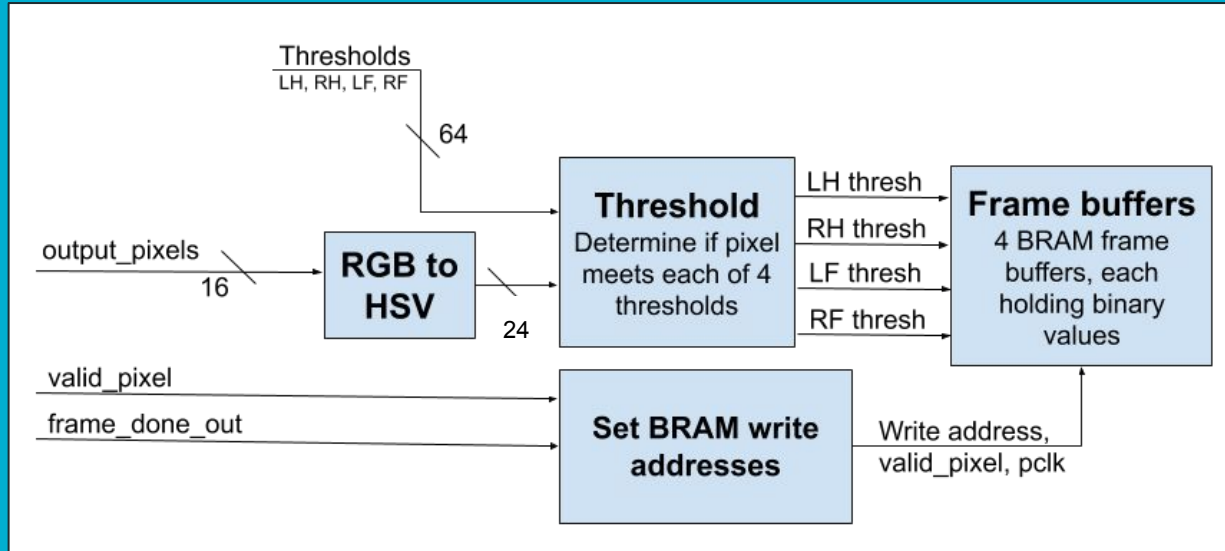 Thresholds
LH, RH, LF, RF
64
output_pixels
16
RGB to
HSV
24
Threshold
Determine if pixel
meets each of 4
thresholds
LH thresh
RH thresh
LF thresh
RF thresh
Frame buffers
4 BRAM frame
buffers, each
holding binary
values
valid_pixel
frame_done_out
Set BRAM write
addresses
Write address,
valid_pixel, pclk